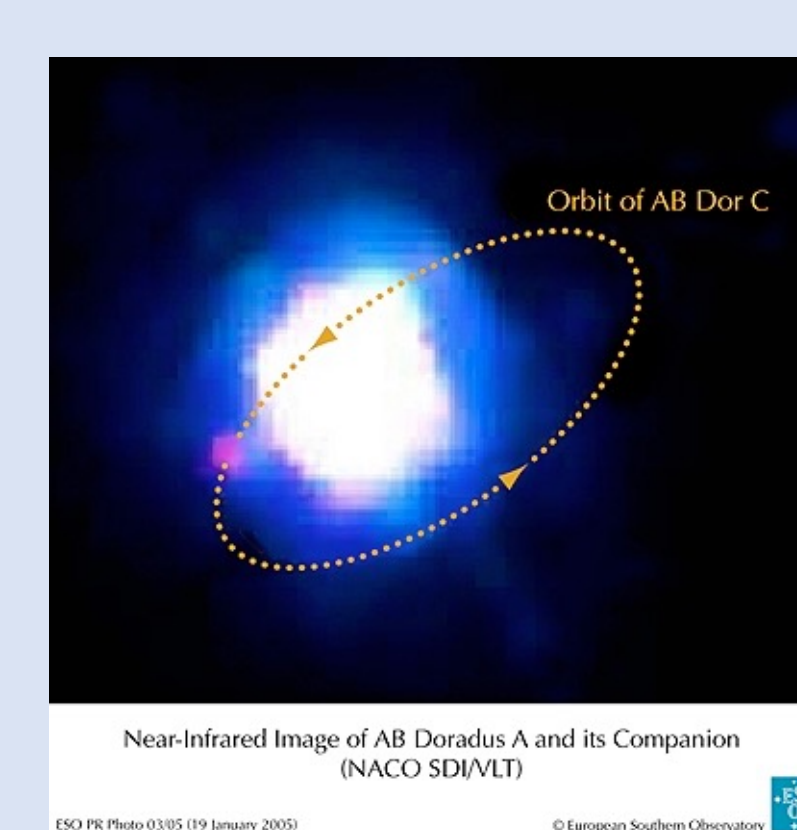 Orbit of AB Dor C
Near-Infrared Image of AB Doradus A and its Companion
(NACO SDI/VLT)
ESO PR Photo 03/05 (19 January 2005)
© European Southern Observatory